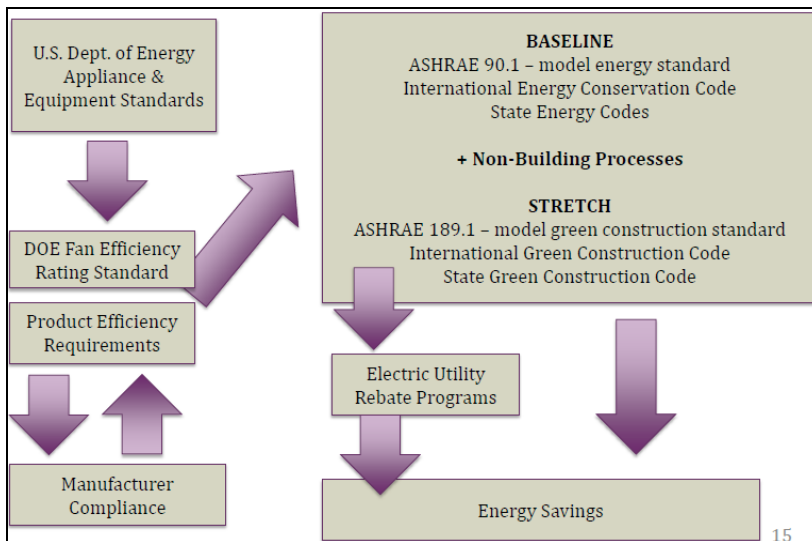 U.S. Dept. of Energy
Appliance &
Equipment Standards
DOE Fan Efficiency
Rating Standard
Product Efficiency
Requirements
Manufacturer
Compliance
BASELINE
ASHRAE 90.1 – model energy standard
International Energy Conservation Code
State Energy Codes
+ Non-Building Processes
STRETCH
ASHRAE 189.1 – model green construction standard
International Green Construction Code
State Green Construction Code
Electric Utility
Rebate Programs
Energy Savings
15